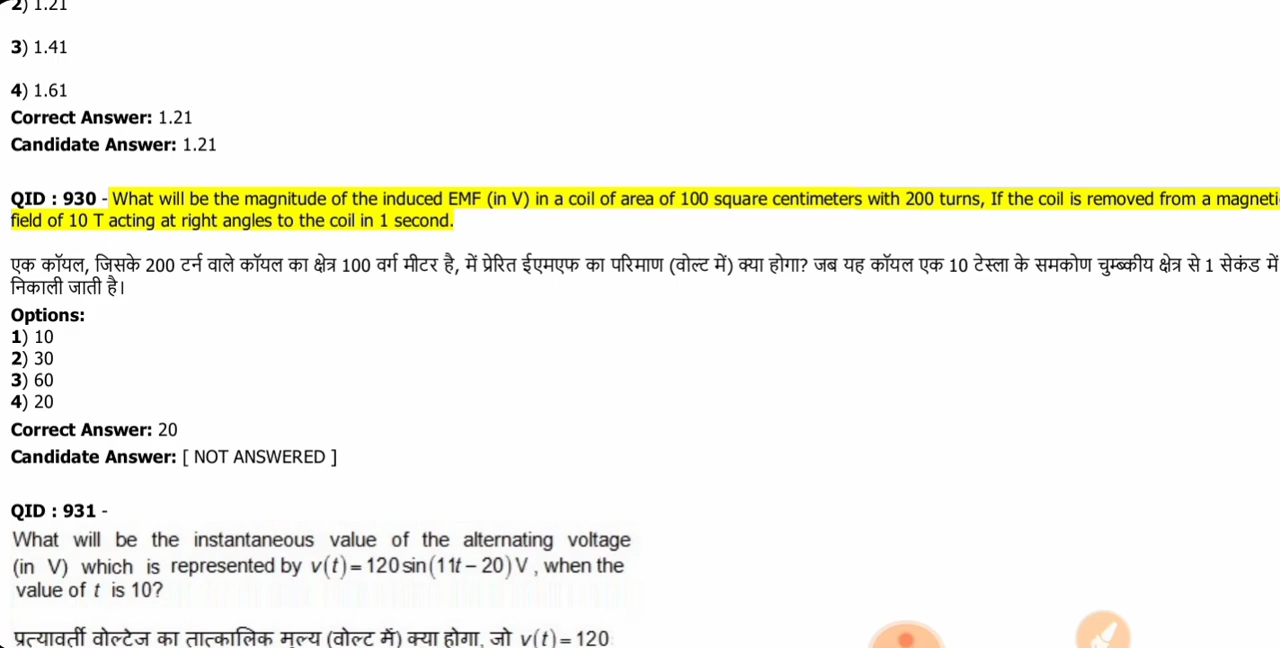 2) 1.21
3) 1.41
4) 1.61
Correct Answer: 1.21
Candidate Answer: 1.21
QID : 930 - What will be the magnitude of the induced EMF (in V) in a coil of area of 100 square centimeters with 200 turns, If the coil is removed from a magneti
field of 10 T acting at right angles to the coil in 1 second.
एक कॉयल, जिसके 200 टर्न वाले कॉयल का क्षेत्र 100 वर्ग मीटर है, में प्रेरित ईएमएफ का परिमाण (वोल्ट में) क्या होगा? जब यह कॉयल एक 10 टेस्ला के समकोण चुम्ब्कीय क्षेत्र से 1 सेकंड में
निकाली जाती है।
Options:
1) 10
2) 30
3) 60
4) 20
Correct Answer: 20
Candidate Answer: [ NOT ANSWERED ]
QID : 931 -
What will be the instantaneous value of the alternating voltage
(in V) which is represented by v(t) = 120 sin(11t – 20) V , when the
value of t is 10?
प्रत्यावर्ती वोल्टेज का तात्कालिक मूल्य (वोल्ट में) क्या होगा, जो v(t) = 120